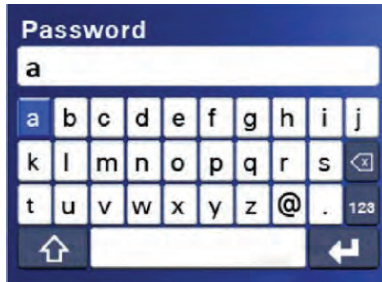 Password
a
a b c d e f g h i j
k l m n o p q r s
t u v w x y z @ . 123